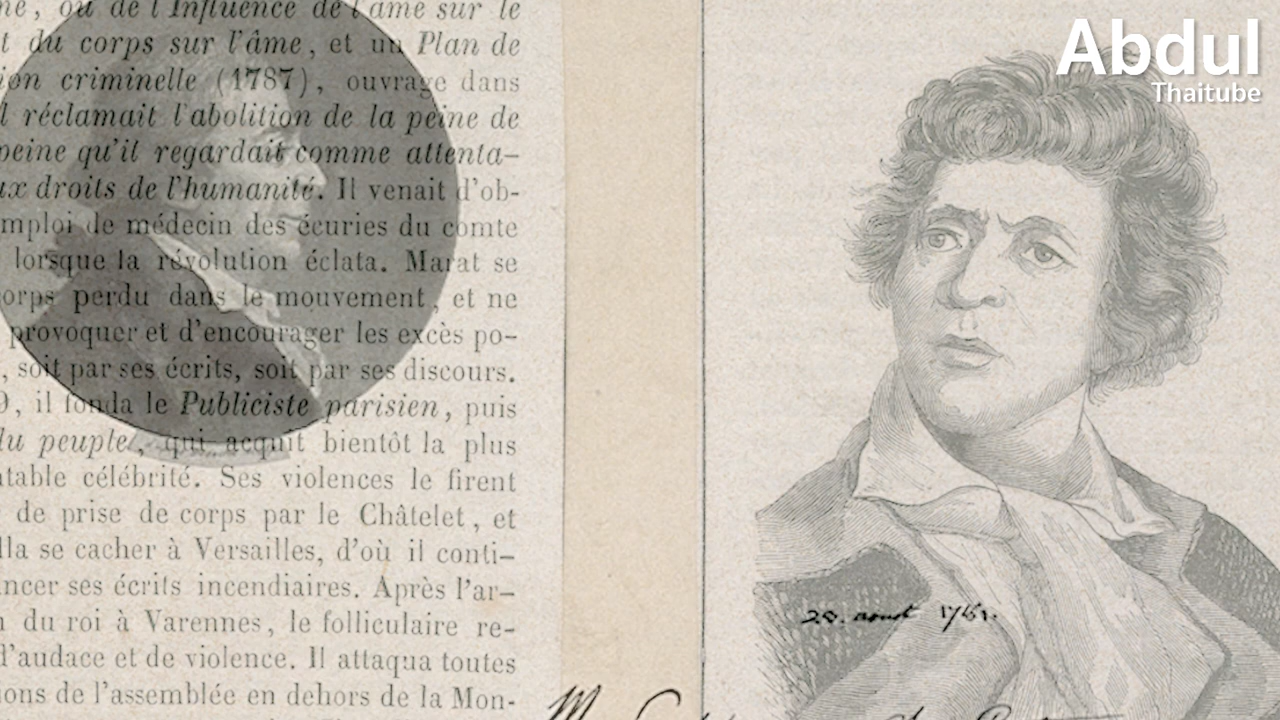 ne, ou de l'Influence de l'âme sur le
t du corps sur l'âme, et un Plan de
ion criminelle (1787), ouvrage dans
l réclamait l'abolition de la peine de
peine qu'il regardait comme attenta-
ux droits de l'humanité. Il venait d'ob-
mploi de médecin des écuries du comte
lorsque la révolution éclata. Marat se
corps perdu dans le mouvement, et ne
provoquer et d'encourager les excès po-
, soit par ses écrits, soit par ses discours.
9, il fonda le Publiciste parisien, puis
du peuple, qui acquit bientôt la plus
table célébrité. Ses violences le firent
de prise de corps par le Châtelet, et
lla se cacher à Versailles, d'où il conti-
ncer ses écrits incendiaires. Après l'ar-
n du roi à Varennes, le folliculaire re-
d'audace et de violence. Il attaqua toutes
ions de l'assemblée en dehors de la Mon-
Abdul
Thaitube
28. aoust